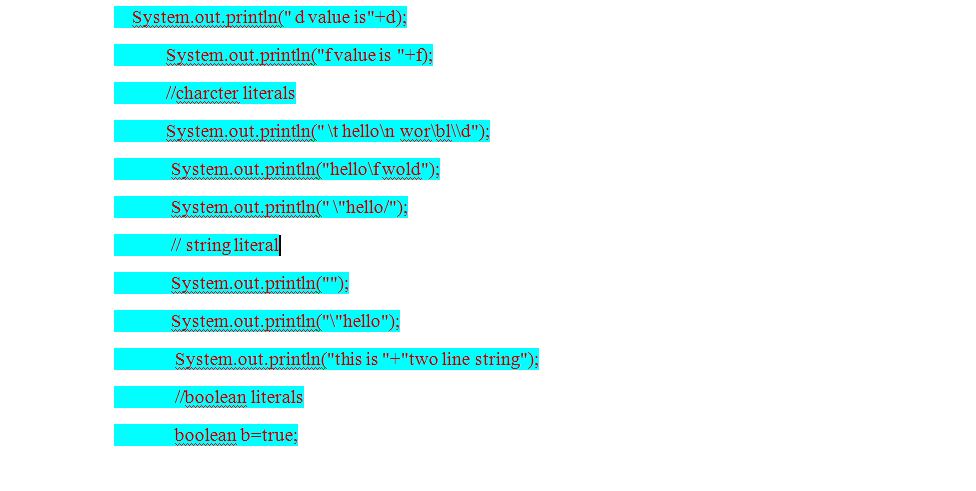 System.out.println(" d value is"+d);
System.out.println("f value is "+f);
//charcter literals
System.out.println(" \t hello\n wor\bl\\d");
System.out.println("hello\f wold");
System.out.println(" \"hello/");
// string literal
System.out.println("");
System.out.println("\"hello");
System.out.println("this is "+"two line string");
//boolean literals
boolean b=true;